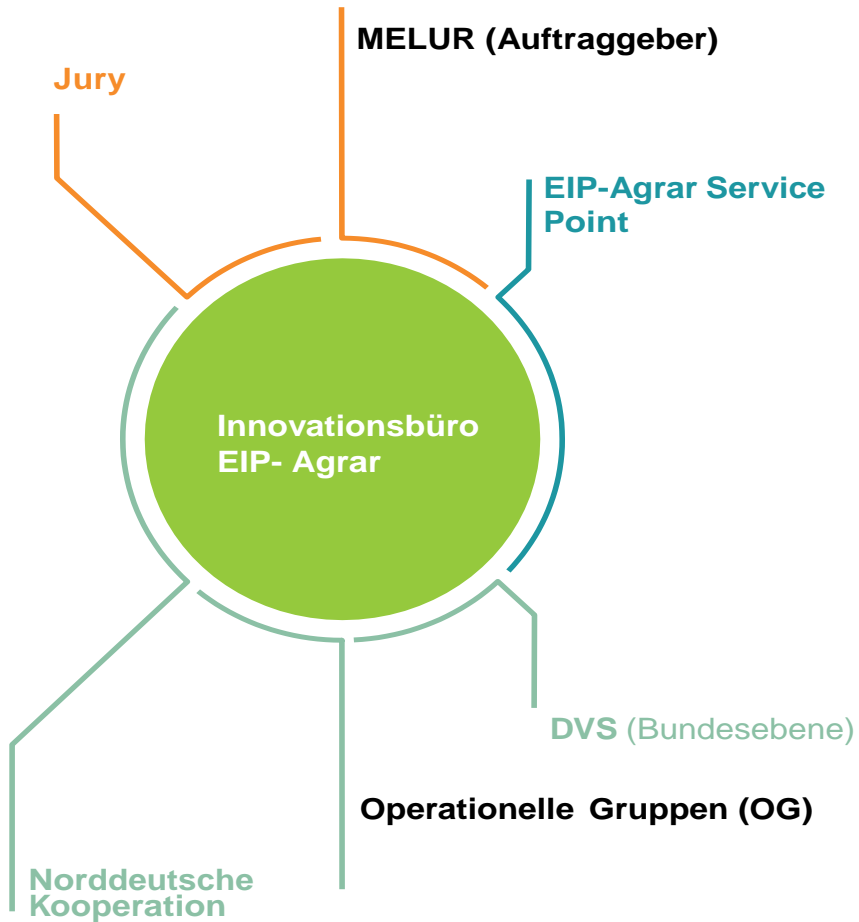 MELUR (Auftraggeber)
Jury
EIP-Agrar Service
Point
Innovationsbüro
EIP- Agrar
DVS (Bundesebene)
Operationelle Gruppen (OG)
Norddeutsche
Kooperation